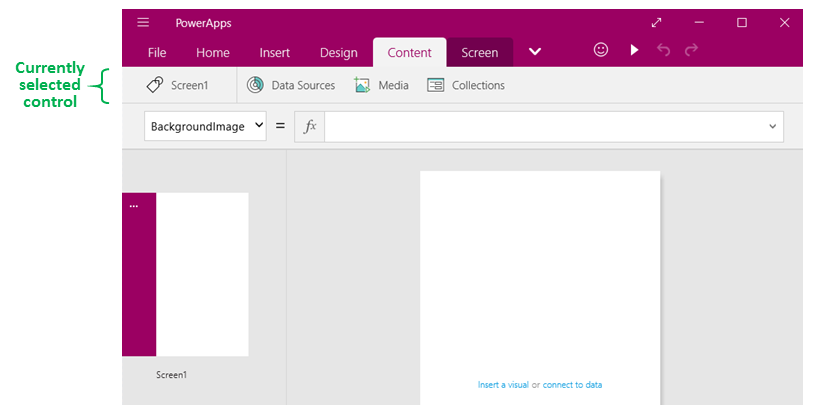 PowerApps
File Home Insert Design Content Screen
Currently
selected
control
Screen1 Data Sources Media Collections
BackgroundImage = fx
...
Screen1
Insert a visual or connect to data